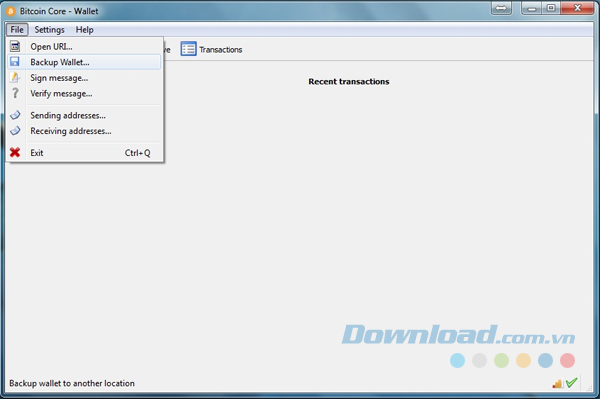 Bitcoin Core - Wallet
File Settings Help
Open URI...
Backup Wallet...
Sign message...
Verify message...
Sending addresses...
Receiving addresses...
Exit Ctrl+Q
Transactions
Recent transactions
Download.com.vn
Backup wallet to another location